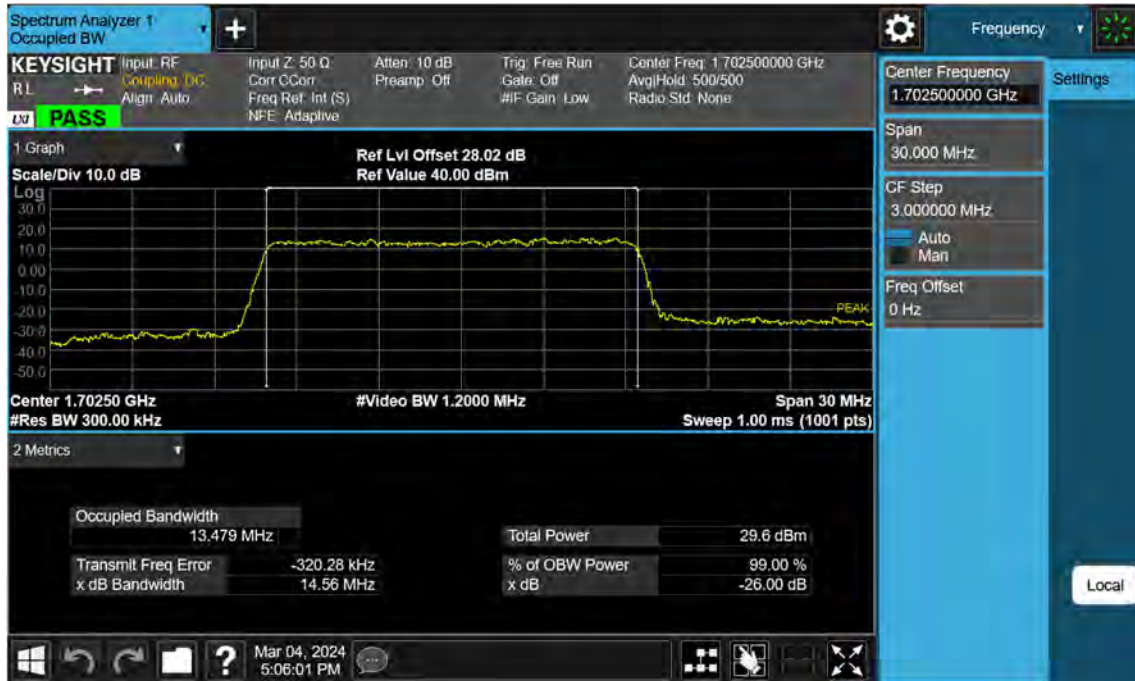 Spectrum Analyzer 1
Occupied BW
+
Frequency
KEYSIGHT
RL
LXI
PASS
Input: RF
Coupling: DC
Align: Auto
Input Z: 50 Ω
Corr CCorr
Freq Ref: Int (S)
NFE: Adaptive
Atten: 10 dB
Preamp: Off
Trig: Free Run
Gate: Off
#IF Gain: Low
Center Freq: 1.702500000 GHz
Avg|Hold: 500/500
Radio Std: None
1 Graph
Scale/Div 10.0 dB
Ref Lvl Offset 28.02 dB
Ref Value 40.00 dBm
Log
30.0
20.0
10.0
0.00
-10.0
-20.0
-30.0
-40.0
-50.0
PEAK
Center 1.70250 GHz
#Video BW 1.2000 MHz
Span 30 MHz
#Res BW 300.00 kHz
Sweep 1.00 ms (1001 pts)
2 Metrics
Occupied Bandwidth
13.479 MHz
Total Power 29.6 dBm
Transmit Freq Error -320.28 kHz
% of OBW Power 99.00 %
x dB Bandwidth 14.56 MHz
x dB -26.00 dB
Center Frequency
1.702500000 GHz
Settings
Span
30.000 MHz
CF Step
3.000000 MHz
Auto
Man
Freq Offset
0 Hz
Local
?
Mar 04, 2024
5:06:01 PM